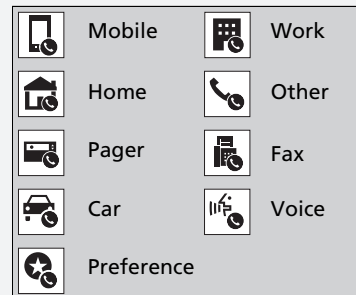 Mobile
Work
Home
Other
Pager
Fax
Car
Voice
Preference